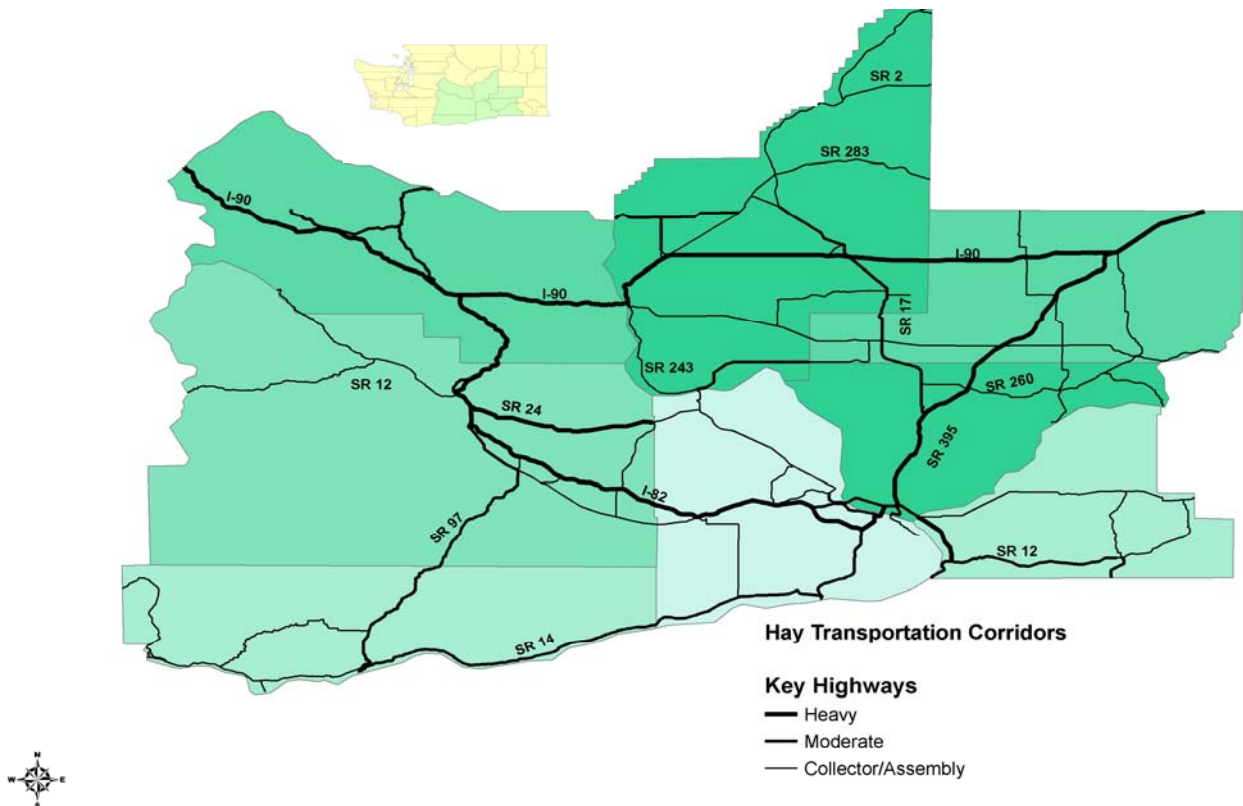 SR 2
SR 283
I-90
I-90
I-90
SR 17
SR 243
SR 12
SR 260
SR 24
SR 395
I-82
SR 97
SR 12
SR 14
Hay Transportation Corridors
Key Highways
Heavy
Moderate
Collector/Assembly
N
W E
S